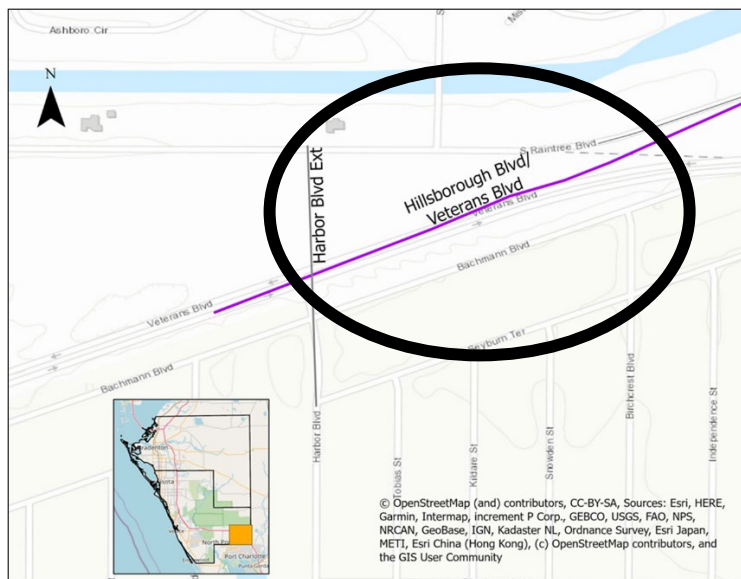 Ashboro Cir
N
S Raintree Blvd
Harbor Blvd Ext
Hillsborough Blvd/
Veterans Blvd
Veterans Blvd
Bachmann Blvd
Veterans Blvd
Seyburn Ter
Bachmann Blvd
Harbor Blvd
Tobias St
Kildare St
Snowden St
Birchcrest Blvd
Independence St
Port Charlotte
© OpenStreetMap (and) contributors, CC-BY-SA, Sources: Esri, HERE,
Garmin, Intermap, increment P Corp., GEBCO, USGS, FAO, NPS,
NRCAN, GeoBase, IGN, Kadaster NL, Ordnance Survey, Esri Japan,
METI, Esri China (Hong Kong), (c) OpenStreetMap contributors, and
the GIS User Community